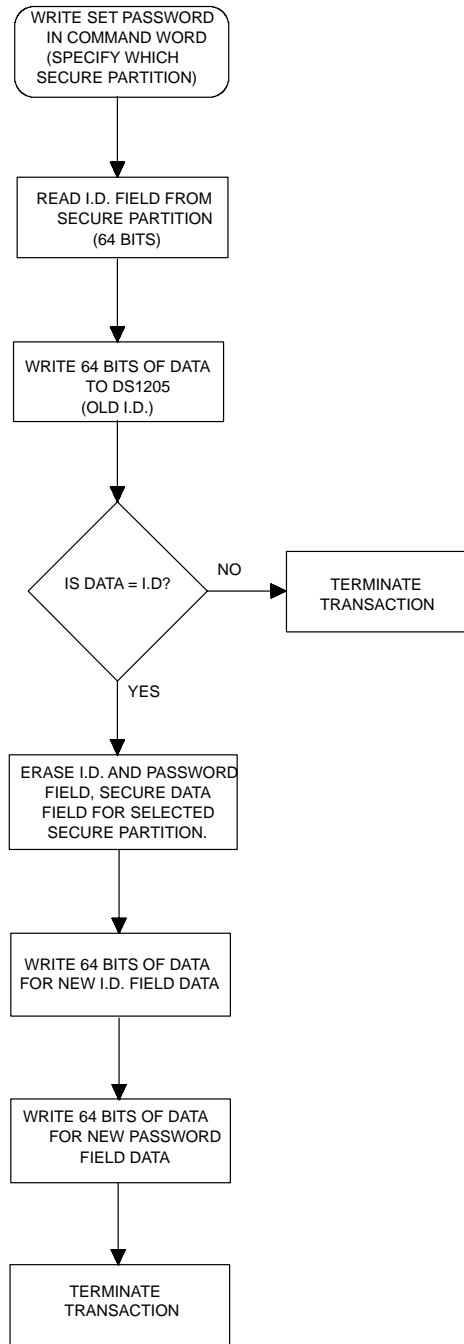 WRITE SET PASSWORD
IN COMMAND WORD
(SPECIFY WHICH
SECURE PARTITION)
READ I.D. FIELD FROM
SECURE PARTITION
(64 BITS)
WRITE 64 BITS OF DATA
TO DS1205
(OLD I.D.)
IS DATA = I.D?
NO
TERMINATE
TRANSACTION
YES
ERASE I.D. AND PASSWORD
FIELD, SECURE DATA
FIELD FOR SELECTED
SECURE PARTITION.
WRITE 64 BITS OF DATA
FOR NEW I.D. FIELD DATA
WRITE 64 BITS OF DATA
FOR NEW PASSWORD
FIELD DATA
TERMINATE
TRANSACTION